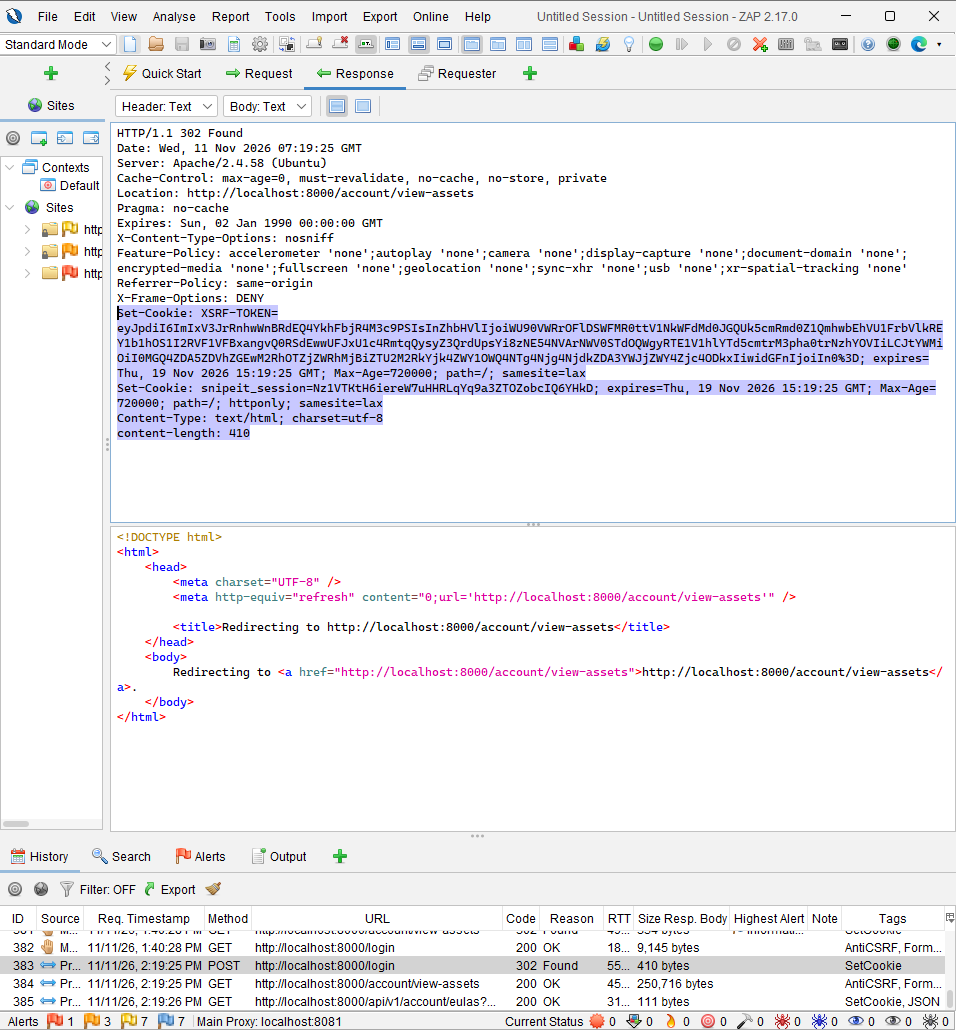 File Edit View Analyse Report Tools Import Export Online Help Untitled Session - Untitled Session - ZAP 2.17.0
Standard Mode
Quick Start Request Response Requester
Sites
Header: Text Body: Text
Contexts
Default
Sites
http
http
http
HTTP/1.1 302 Found
Date: Wed, 11 Nov 2026 07:19:25 GMT
Server: Apache/2.4.58 (Ubuntu)
Cache-Control: max-age=0, must-revalidate, no-cache, no-store, private
Location: http://localhost:8000/account/view-assets
Pragma: no-cache
Expires: Sun, 02 Jan 1990 00:00:00 GMT
X-Content-Type-Options: nosniff
Feature-Policy: accelerometer 'none';autoplay 'none';camera 'none';display-capture 'none';document-domain 'none';
encrypted-media 'none';fullscreen 'none';geolocation 'none';sync-xhr 'none';usb 'none';xr-spatial-tracking 'none'
Referrer-Policy: same-origin
X-Frame-Options: DENY
Set-Cookie: XSRF-TOKEN=
expires=
Thu, 19 Nov 2026 15:19:25 GMT; Max-Age=720000; path=/; samesite=lax
Set-Cookie: snipeit_session=Nz1VTKtH6iereW7uHHRLqYq9a3ZTOZobcIQ6YHkD; expires=Thu, 19 Nov 2026 15:19:25 GMT; Max-Age=
720000; path=/; httponly; samesite=lax
Content-Type: text/html; charset=utf-8
content-length: 410
<!DOCTYPE html>
<html>
<head>
<meta charset="UTF-8" />
<meta http-equiv="refresh" content="0;url='http://localhost:8000/account/view-assets'" />
<title>Redirecting to http://localhost:8000/account/view-assets</title>
</head>
<body>
Redirecting to <a href="http://localhost:8000/account/view-assets">http://localhost:8000/account/view-assets</
a>.
</body>
</html>
History Search Alerts Output
Filter: OFF Export
ID Source Req. Timestamp Method URL Code Reason RTT Size Resp. Body Highest Alert Note Tags
382 M... 11/11/26, 1:40:28 PM GET http://localhost:8000/login 200 OK 18... 9,145 bytes AntiCSRF, Form...
383 Pr... 11/11/26, 2:19:25 PM POST http://localhost:8000/login 302 Found 55... 410 bytes SetCookie
384 Pr... 11/11/26, 2:19:25 PM GET http://localhost:8000/account/view-assets 200 OK 45... 250,716 bytes AntiCSRF, Form...
385 Pr... 11/11/26, 2:19:26 PM GET http://localhost:8000/api/v1/account/eulas?... 200 OK 31... 111 bytes SetCookie, JSON
Alerts 1 3 7 7 Main Proxy: localhost:8081 Current Status 0 0 0 0 0 0 0 0 0 0